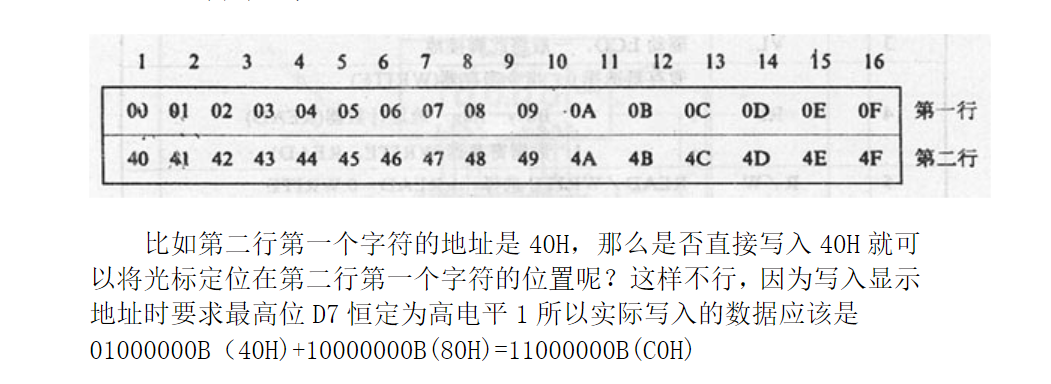 1 2 3 4 5 6 7 8 9 10 11 12 13 14 15 16
00 01 02 03 04 05 06 07 08 09 0A 0B 0C 0D 0E 0F 第一行
40 41 42 43 44 45 46 47 48 49 4A 4B 4C 4D 4E 4F 第二行
比如第二行第一个字符的地址是 40H，那么是否直接写入 40H 就可
以将光标定位在第二行第一个字符的位置呢？这样不行，因为写入显示
地址时要求最高位 D7 恒定为高电平 1 所以实际写入的数据应该是
01000000B（40H)+10000000B(80H)=11000000B(C0H)